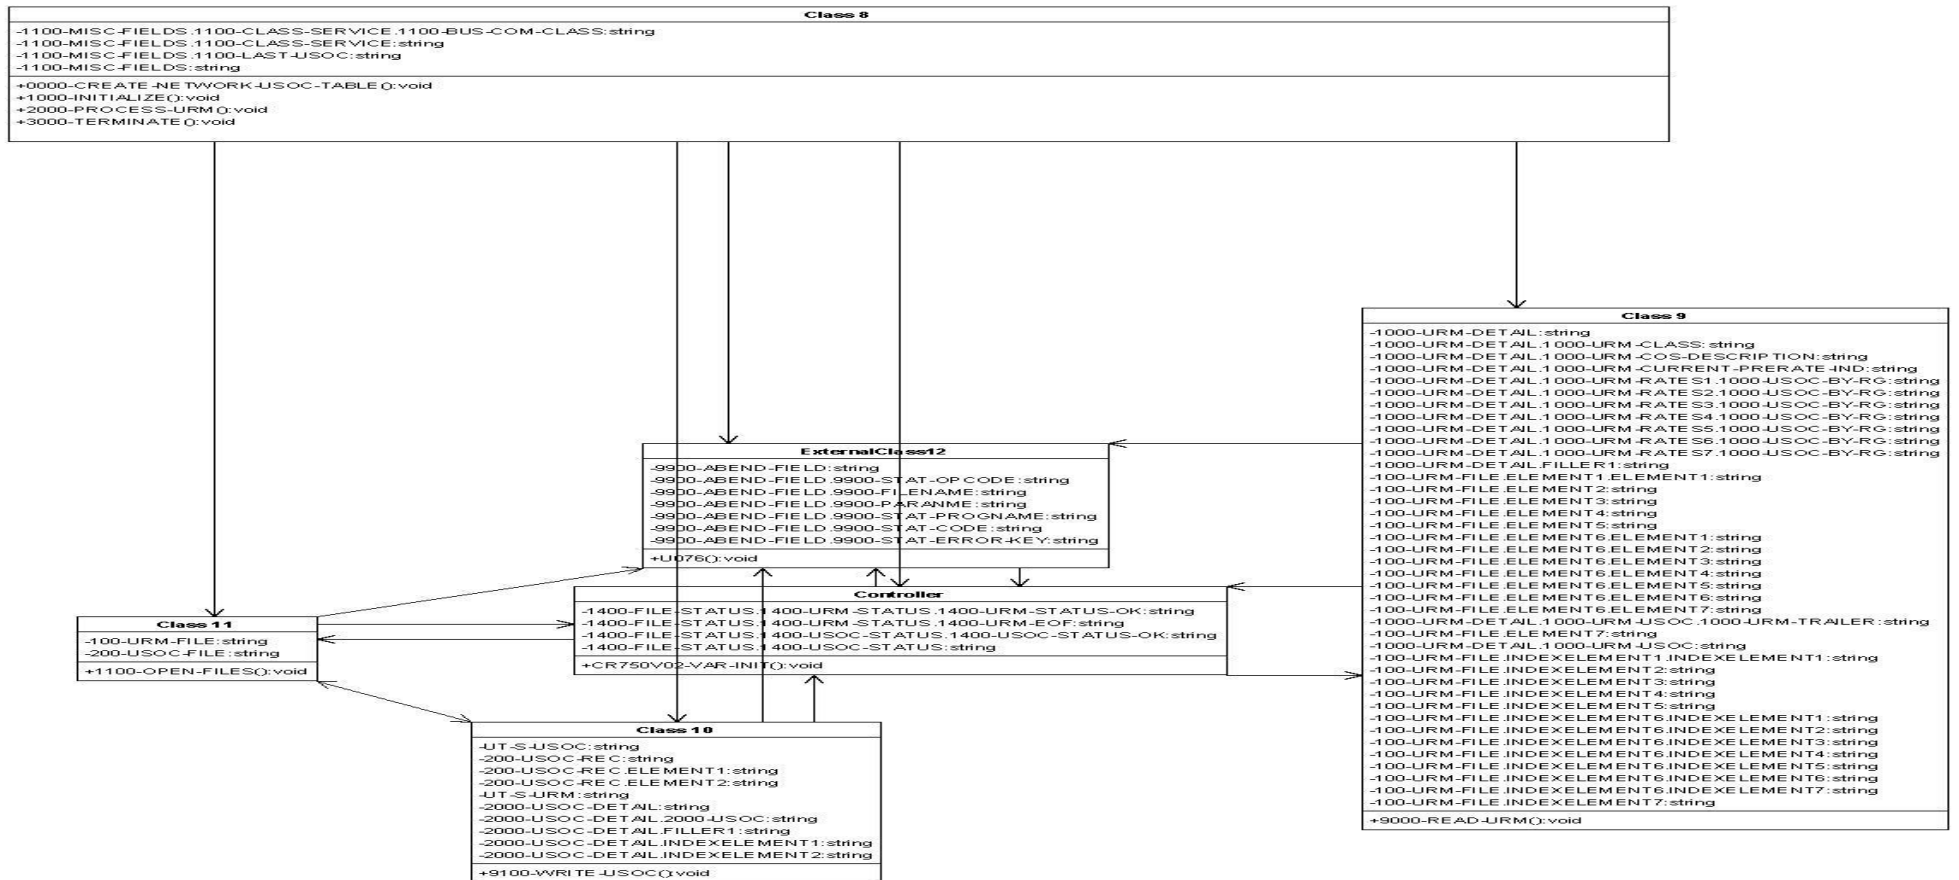 Class 8
-1100-MISC-FIELDS.1100-CLASS-SERVICE.1100-BUS-COM-CLASS:string
-1100-MISC-FIELDS.1100-CLASS-SERVICE:string
-1100-MISC-FIELDS.1100-LAST-USOC:string
-1100-MISC-FIELDS:string
+0000-CREATE-NETWORK-USOC-TABLE():void
+1000-INITIALIZE():void
+2000-PROCESS-URM():void
+3000-TERMINATE():void
Class 9
-1000-URM-DETAIL:string
-1000-URM-DETAIL.1000-URM-CLASS:string
-1000-URM-DETAIL.1000-URM-COS-DESCRIPTION:string
-1000-URM-DETAIL.1000-URM-CURRENT-PRERATE-IND:string
-1000-URM-DETAIL.1000-URM-RATES1.1000-USOC-BY-RG:string
-1000-URM-DETAIL.1000-URM-RATES2.1000-USOC-BY-RG:string
-1000-URM-DETAIL.1000-URM-RATES3.1000-USOC-BY-RG:string
-1000-URM-DETAIL.1000-URM-RATES4.1000-USOC-BY-RG:string
-1000-URM-DETAIL.1000-URM-RATES5.1000-USOC-BY-RG:string
-1000-URM-DETAIL.1000-URM-RATES6.1000-USOC-BY-RG:string
-1000-URM-DETAIL.1000-URM-RATES7.1000-USOC-BY-RG:string
-1000-URM-DETAIL.FILLER1:string
-100-URM-FILE.ELEMENT1.ELEMENT1:string
-100-URM-FILE.ELEMENT2:string
-100-URM-FILE.ELEMENT3:string
-100-URM-FILE.ELEMENT4:string
-100-URM-FILE.ELEMENT5:string
-100-URM-FILE.ELEMENT6.ELEMENT1:string
-100-URM-FILE.ELEMENT6.ELEMENT2:string
-100-URM-FILE.ELEMENT6.ELEMENT3:string
-100-URM-FILE.ELEMENT6.ELEMENT4:string
-100-URM-FILE.ELEMENT6.ELEMENT5:string
-100-URM-FILE.ELEMENT6.ELEMENT6:string
-100-URM-FILE.ELEMENT6.ELEMENT7:string
-1000-URM-DETAIL.1000-URM-USOC.1000-URM-TRAILER:string
-100-URM-FILE.ELEMENT7:string
-1000-URM-DETAIL.1000-URM-USOC:string
-100-URM-FILE.INDEXELEMENT1.INDEXELEMENT1:string
-100-URM-FILE.INDEXELEMENT2:string
-100-URM-FILE.INDEXELEMENT3:string
-100-URM-FILE.INDEXELEMENT4:string
-100-URM-FILE.INDEXELEMENT5:string
-100-URM-FILE.INDEXELEMENT6.INDEXELEMENT1:string
-100-URM-FILE.INDEXELEMENT6.INDEXELEMENT2:string
-100-URM-FILE.INDEXELEMENT6.INDEXELEMENT3:string
-100-URM-FILE.INDEXELEMENT6.INDEXELEMENT4:string
-100-URM-FILE.INDEXELEMENT6.INDEXELEMENT5:string
-100-URM-FILE.INDEXELEMENT6.INDEXELEMENT6:string
-100-URM-FILE.INDEXELEMENT6.INDEXELEMENT7:string
-100-URM-FILE.INDEXELEMENT7:string
+9000-READ-URM():void
ExternalClass12
-9900-ABEND-FIELD:string
-9900-ABEND-FIELD.9900-STAT-OPCODE:string
-9900-ABEND-FIELD.9900-FILENAME:string
-9900-ABEND-FIELD.9900-PARANME:string
-9900-ABEND-FIELD.9900-STAT-PROGNAME:string
-9900-ABEND-FIELD.9900-STAT-CODE:string
-9900-ABEND-FIELD.9900-STAT-ERROR-KEY:string
+U076():void
Controller
-1400-FILE-STATUS.1400-URM-STATUS.1400-URM-STATUS-OK:string
-1400-FILE-STATUS.1400-URM-STATUS.1400-URM-EOF:string
-1400-FILE-STATUS.1400-USOC-STATUS.1400-USOC-STATUS-OK:string
-1400-FILE-STATUS.1400-USOC-STATUS:string
+CR750V02-VAR-INIT():void
Class 11
-100-URM-FILE:string
-200-USOC-FILE:string
+1100-OPEN-FILES():void
Class 10
-UT-S-USOC:string
-200-USOC-REC:string
-200-USOC-REC.ELEMENT1:string
-200-USOC-REC.ELEMENT2:string
-UT-S-URM:string
-2000-USOC-DETAIL:string
-2000-USOC-DETAIL.2000-USOC:string
-2000-USOC-DETAIL.FILLER1:string
-2000-USOC-DETAIL.INDEXELEMENT1:string
-2000-USOC-DETAIL.INDEXELEMENT2:string
+9100-WRITE-USOC():void